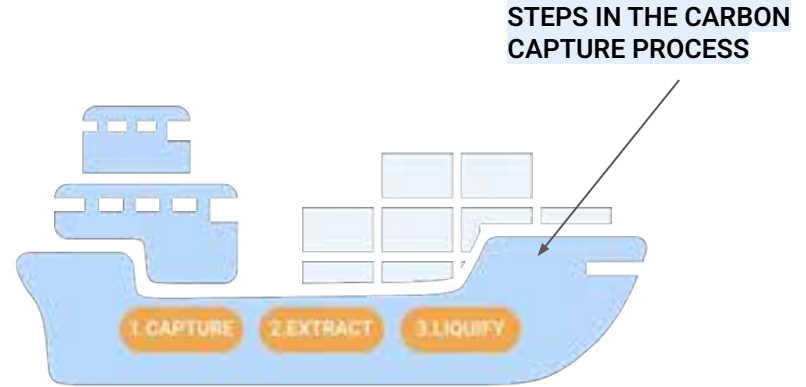 STEPS IN THE CARBON
CAPTURE PROCESS
1.CAPTURE 2.EXTRACT 3.LIQUIFY